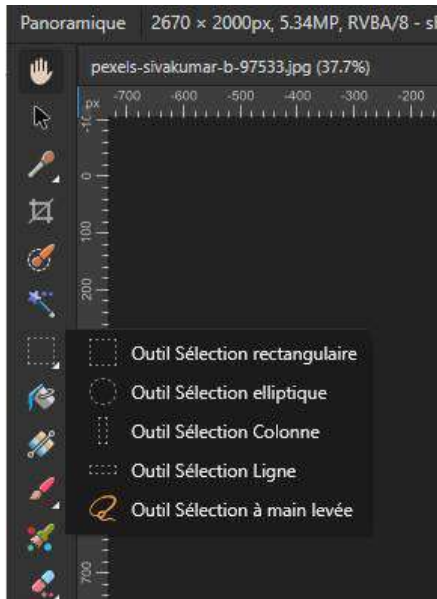 Panoramique 2670 × 2000px, 5.34MP, RVBA/8 -
pexels-sivakumar-b-97533.jpg (37.7%)
px -700 -600 -500 -400 -300 -200
0
100
200
Outil Sélection rectangulaire
Outil Sélection elliptique
Outil Sélection Colonne
Outil Sélection Ligne
Outil Sélection à main levée
700